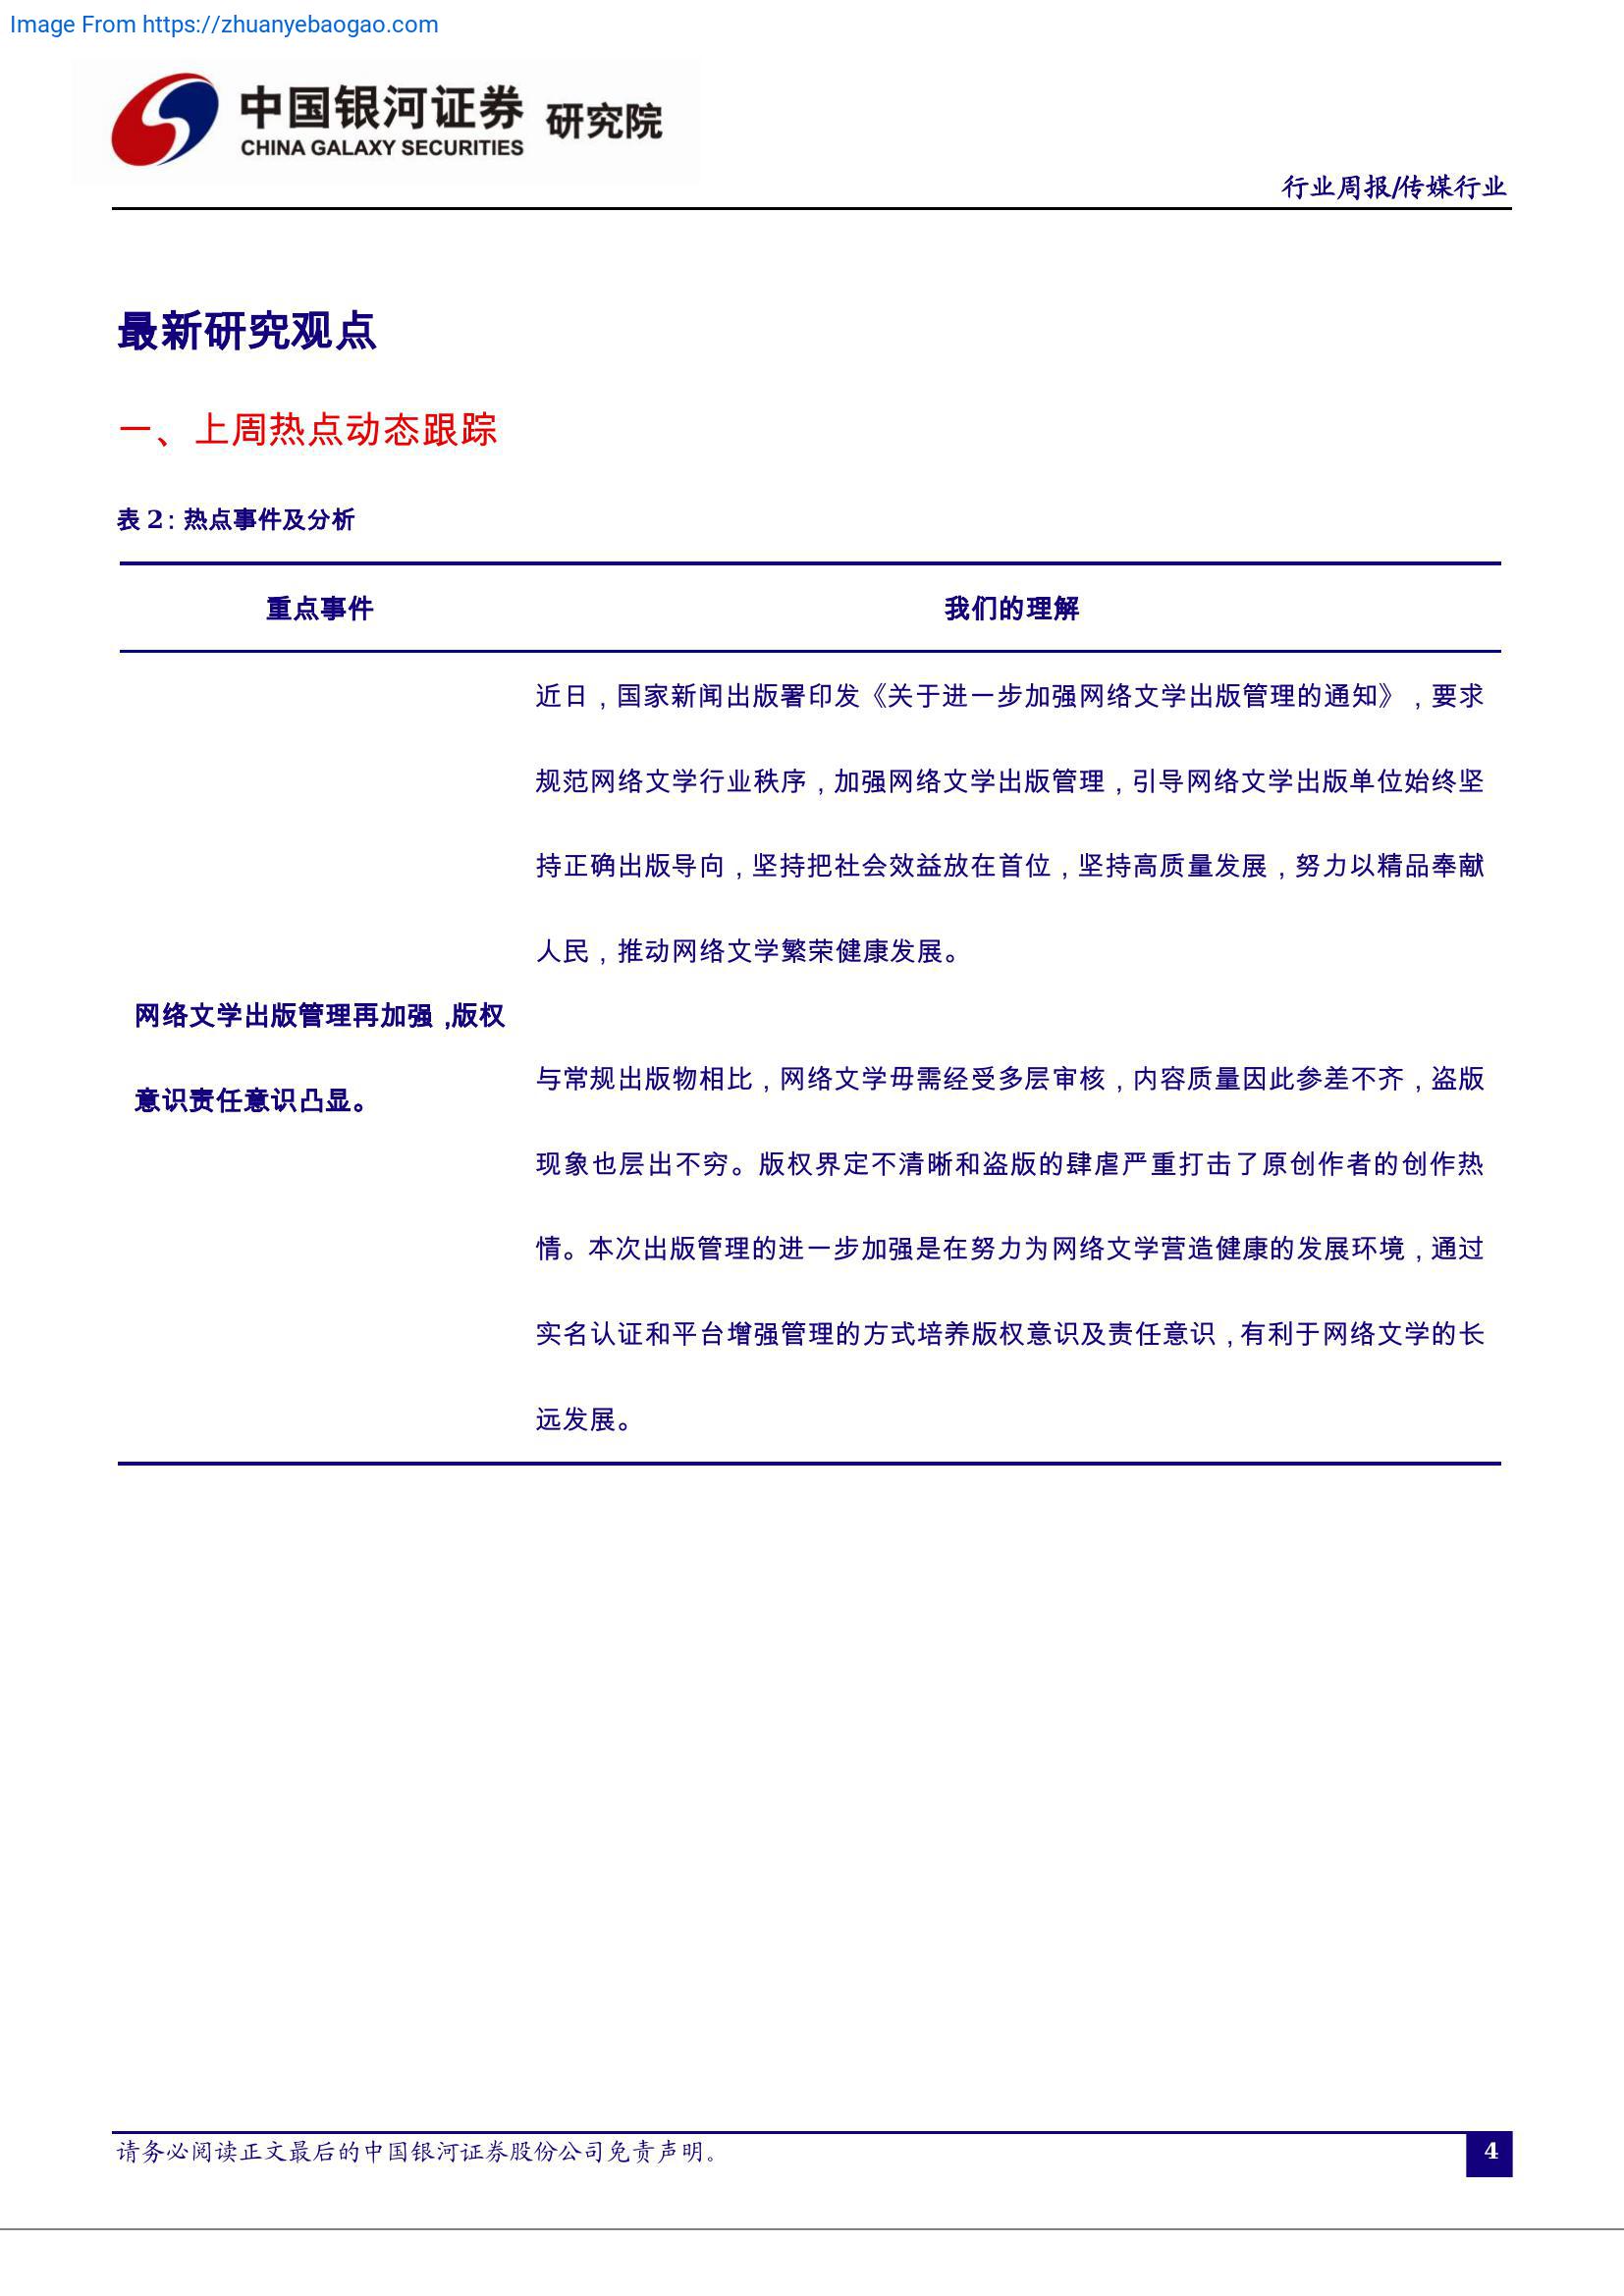 Image From https://zhuanyebaogao.com
中国银河证券 研究院
CHINA GALAXY SECURITIES
行业周报/传媒行业
最新研究观点
一、上周热点动态跟踪
表 2：热点事件及分析
重点事件
我们的理解
网络文学出版管理再加强，版权
意识责任意识凸显。
近日，国家新闻出版署印发《关于进一步加强网络文学出版管理的通知》，要求
规范网络文学行业秩序，加强网络文学出版管理，引导网络文学出版单位始终坚
持正确出版导向，坚持把社会效益放在首位，坚持高质量发展，努力以精品奉献
人民，推动网络文学繁荣健康发展。
与常规出版物相比，网络文学毋需经受多层审核，内容质量因此参差不齐，盗版
现象也层出不穷。版权界定不清晰和盗版的肆虐严重打击了原创作者的创作热
情。本次出版管理的进一步加强是在努力为网络文学营造健康的发展环境，通过
实名认证和平台增强管理的方式培养版权意识及责任意识，有利于网络文学的长
远发展。
请务必阅读正文最后的中国银河证券股份公司免责声明。
4